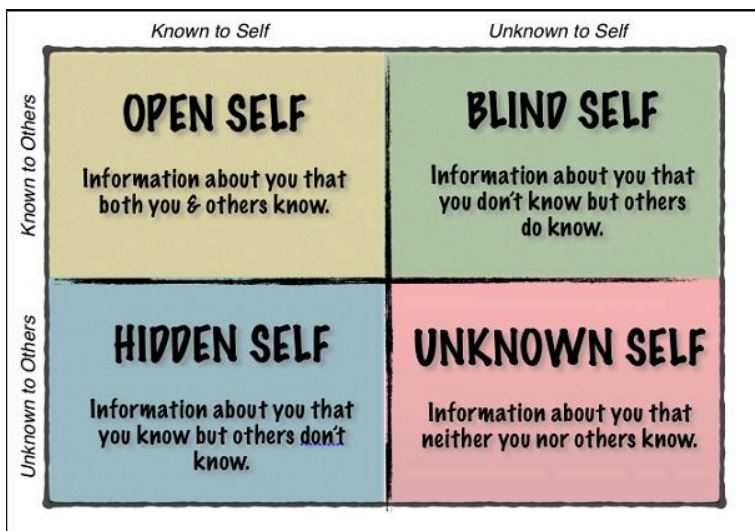 Known to Self
Unknown to Self
Known to Others
OPEN SELF
Information about you that
both you & others know.
BLIND SELF
Information about you that
you don't know but others
do know.
Unknown to Others
HIDDEN SELF
Information about you that
you know but others don't
know.
UNKNOWN SELF
Information about you that
neither you nor others know.